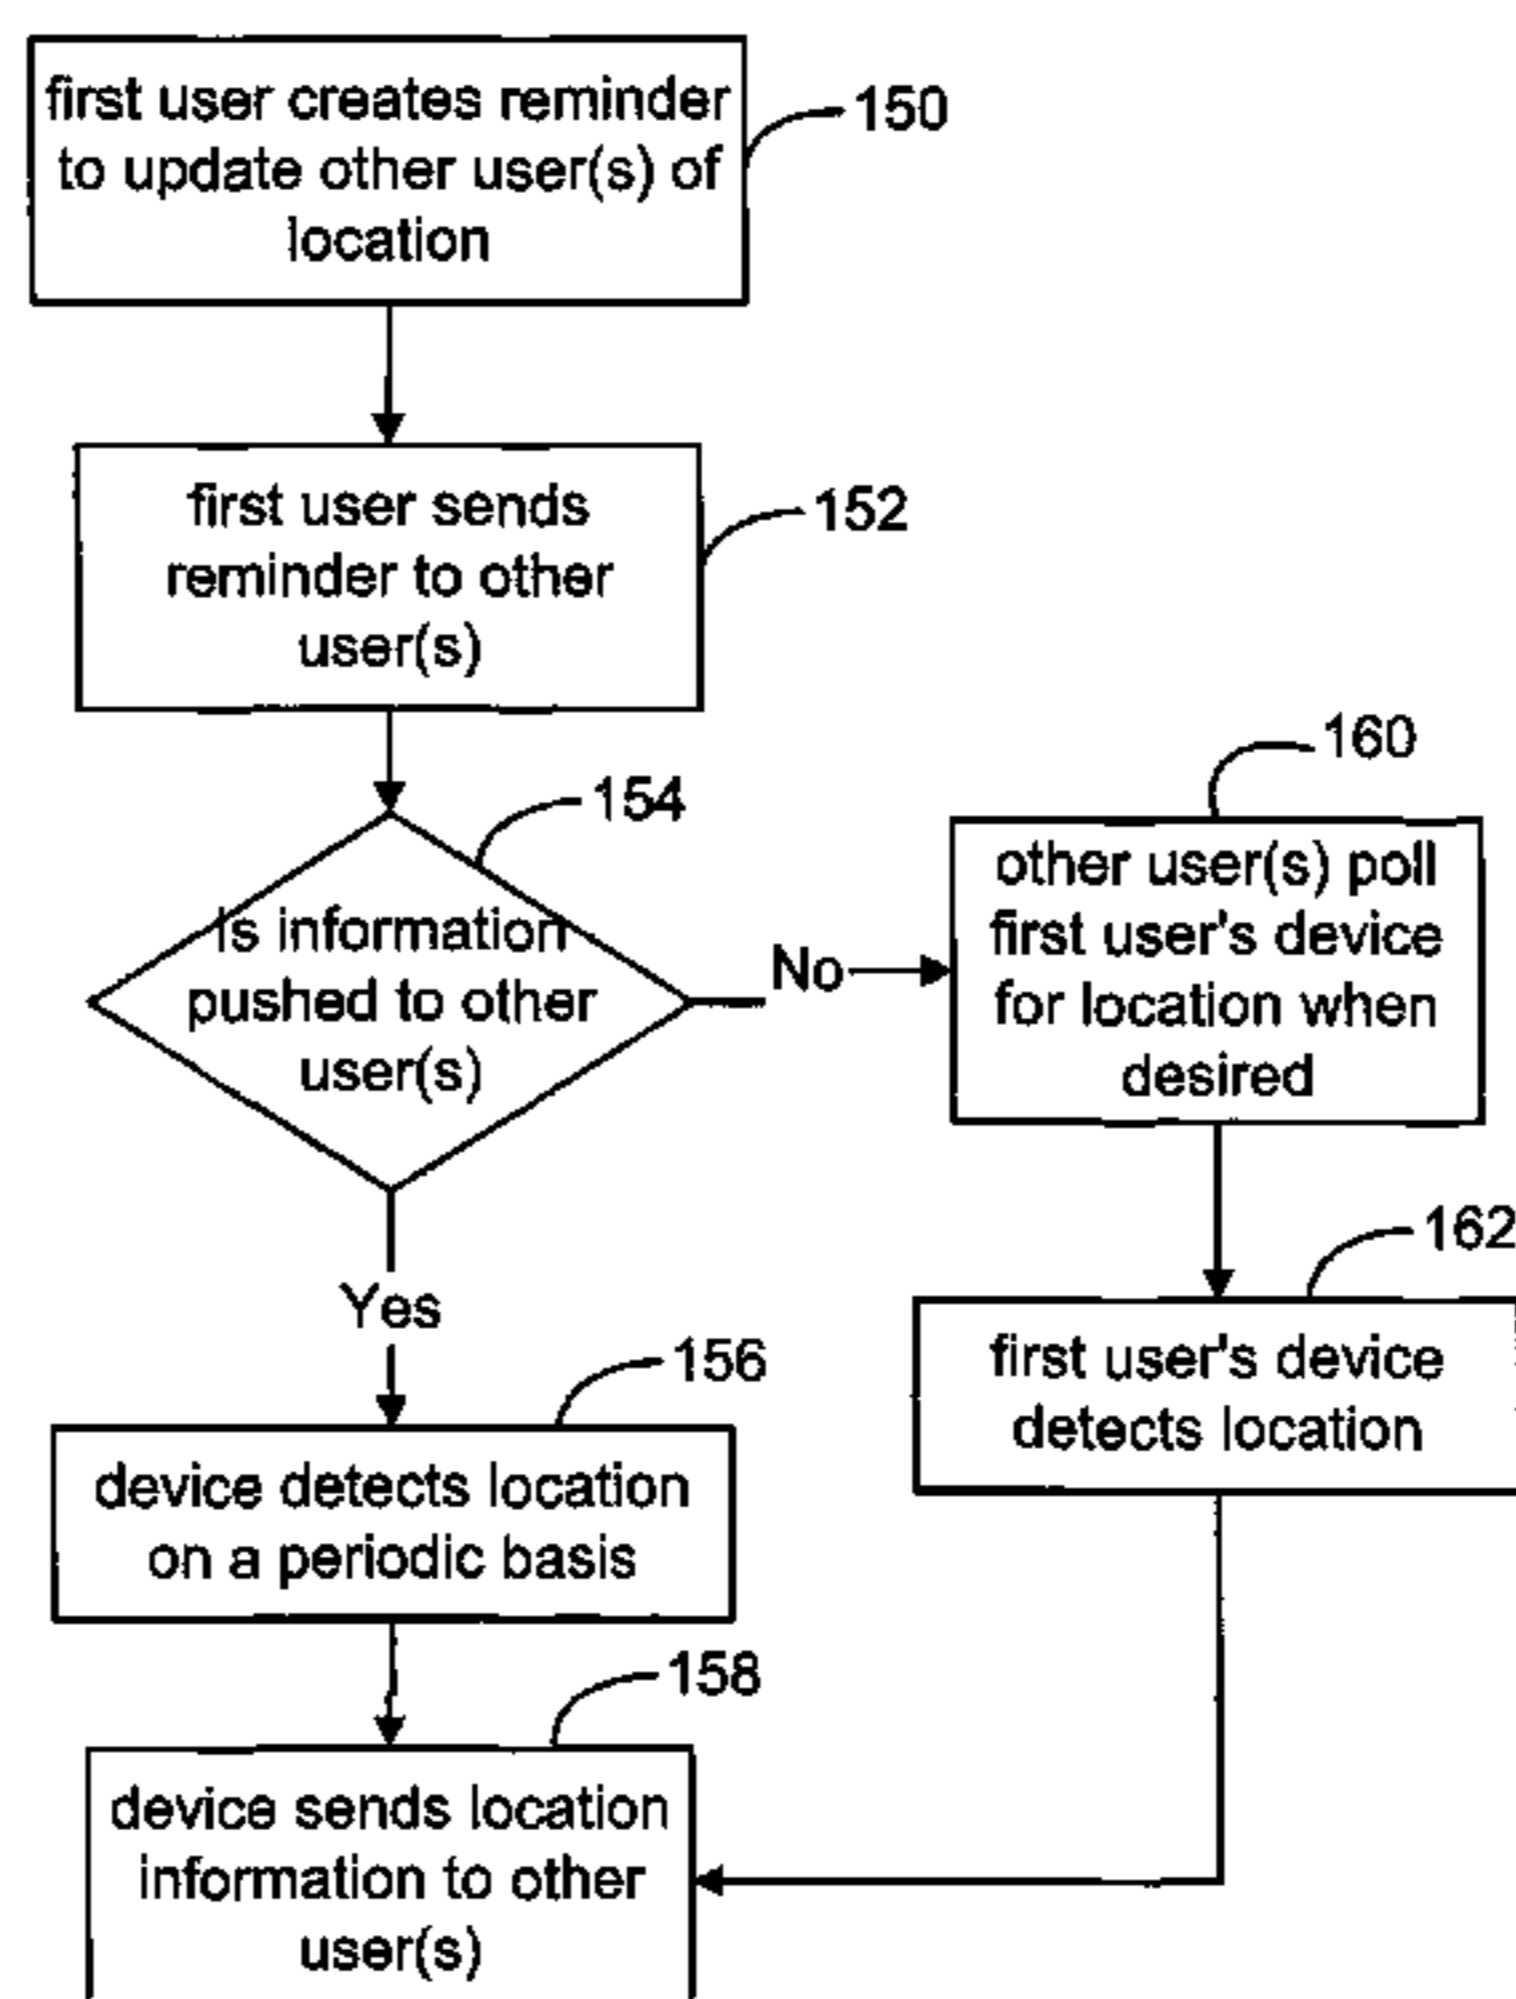 first user creates reminder
to update other user(s) of
location
150
first user sends
reminder to other
user(s)
152
154
Is information
pushed to other
user(s)
No
Yes
160
other user(s) poll
first user's device
for location when
desired
162
first user's device
detects location
156
device detects location
on a periodic basis
158
device sends location
information to other
user(s)